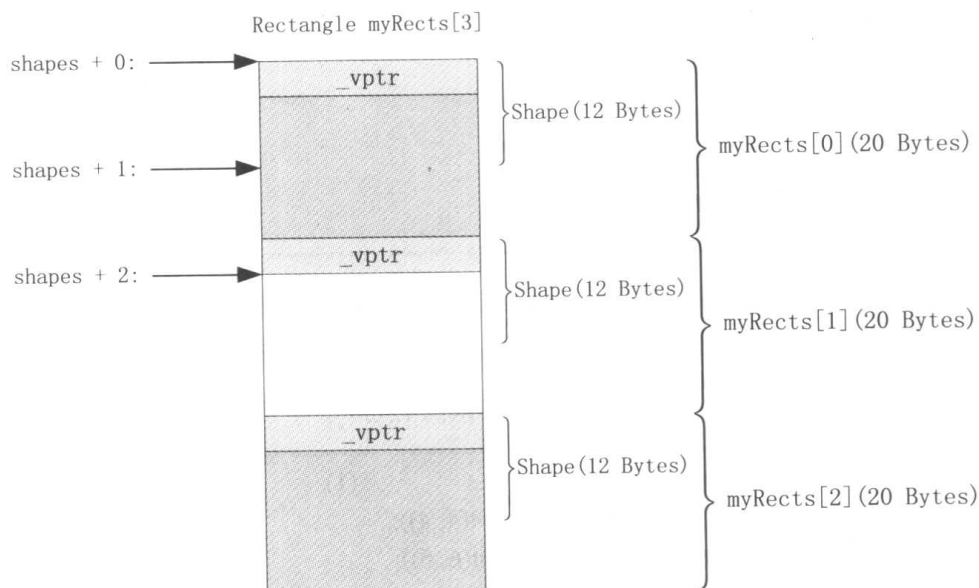 Rectangle myRects[3]
shapes + 0:
_vptr
Shape(12 Bytes)
myRects[0](20 Bytes)
shapes + 1:
_vptr
shapes + 2:
Shape(12 Bytes)
myRects[1](20 Bytes)
_vptr
Shape(12 Bytes)
myRects[2](20 Bytes)